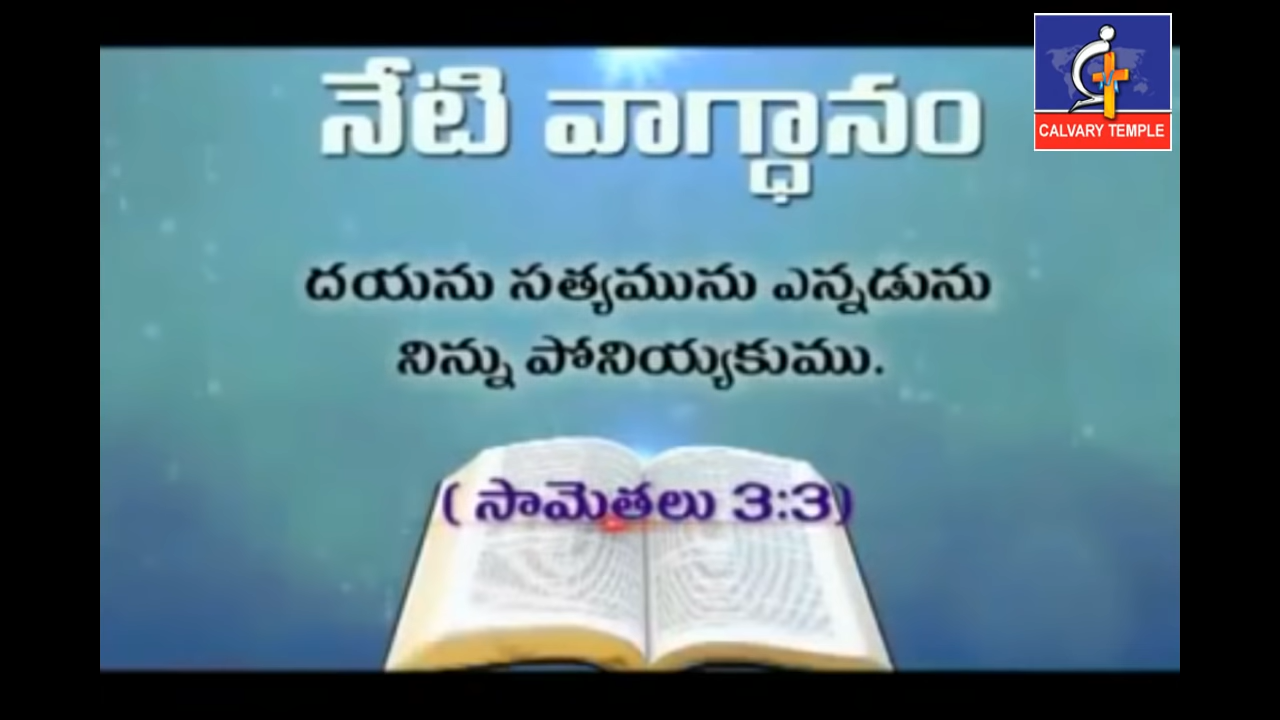 నేటి వాగ్ధానం
దయను సత్యమును ఎన్నడును
నిన్ను పోనియ్యకుము.
( సామెతలు 3:3)
CALVARY TEMPLE